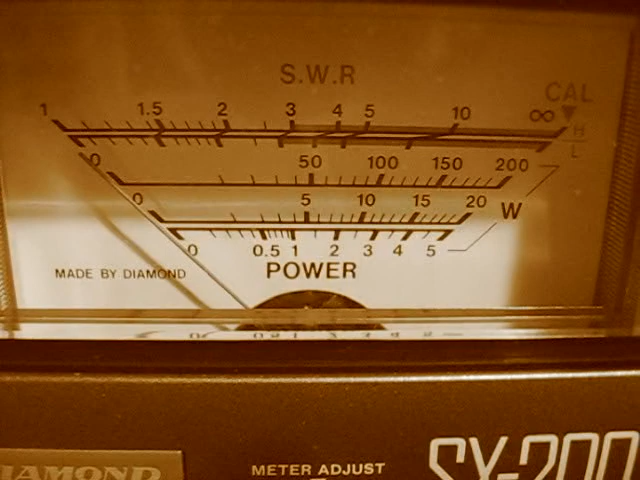 S.W.R
CAL
1 1.5 2 3 4 5 10 ∞
H
L
0 50 100 150 200
0 5 10 15 20
W
0 0.5 1 2 3 4 5
POWER
MADE BY DIAMOND
SX-200
METER ADJUST
DIAMOND